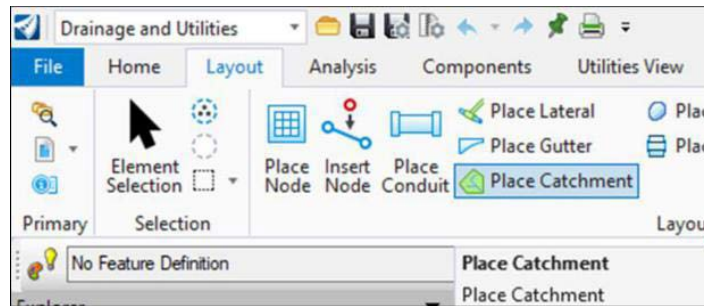 Drainage and Utilities
File Home Layout Analysis Components Utilities View
Place Lateral
Place Gutter
Place Catchment
Element Selection
Place Node
Insert Node
Place Conduit
Primary Selection
No Feature Definition
Place Catchment
Place Catchment